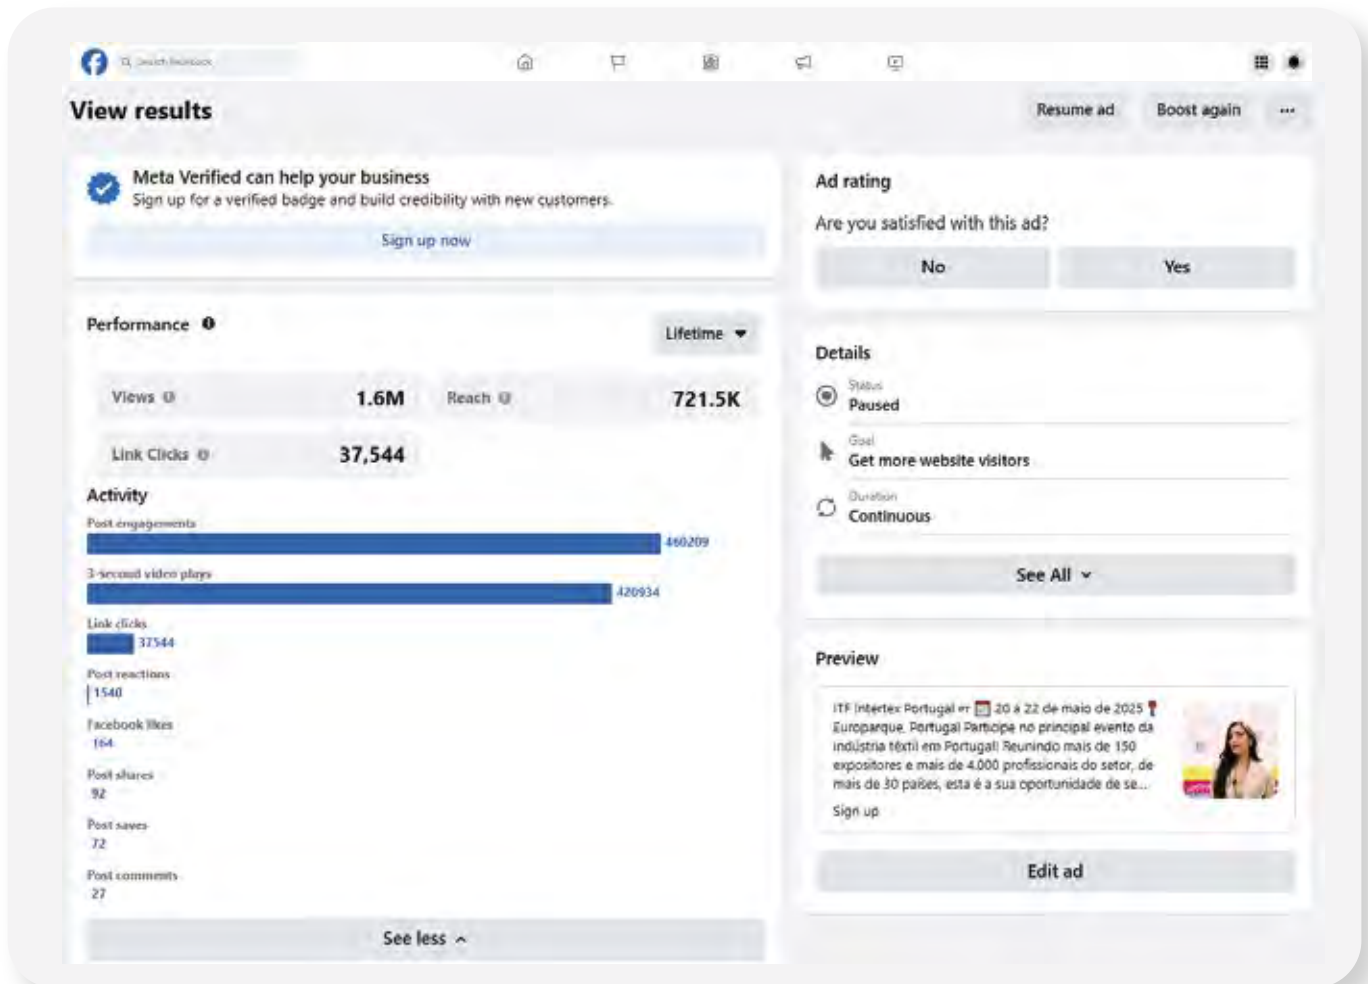 Search Facebook
View results
Resume ad
Boost again
Meta Verified can help your business
Sign up for a verified badge and build credibility with new customers.
Sign up now
Performance
Lifetime
Views
1.6M
Reach
721.5K
Link Clicks
37,544
Activity
Post engagements
460209
3-second video plays
420934
Link clicks
37544
Post reactions
1540
Facebook likes
164
Post shares
92
Post saves
72
Post comments
27
See less
Ad rating
Are you satisfied with this ad?
No
Yes
Details
Status
Paused
Goal
Get more website visitors
Duration
Continuous
See All
Preview
ITF Intertex Portugal 20 a 22 de maio de 2025
Europarque, Portugal Participe no principal evento da
indústria têxtil em Portugal! Reunindo mais de 150
expositores e mais de 4.000 profissionais do setor, de
mais de 30 países, esta é a sua oportunidade de se...
Sign up
Edit ad